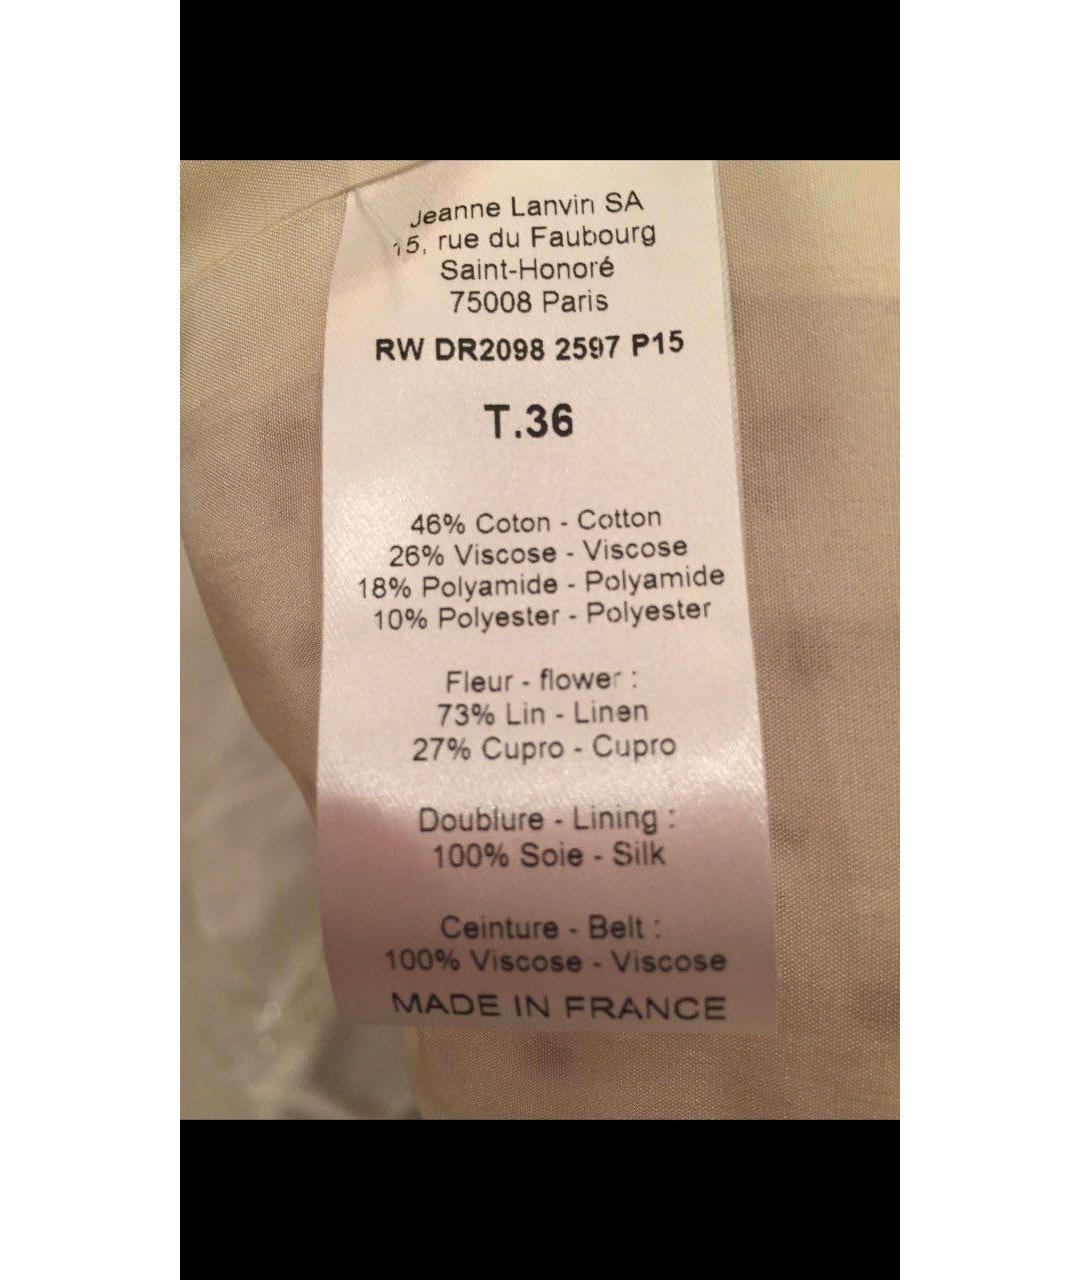 Jeanne Lanvin SA
15, rue du Faubourg
Saint-Honoré
75008 Paris
RW DR2098 2597 P15
T.36
46% Coton - Cotton
26% Viscose - Viscose
18% Polyamide - Polyamide
10% Polyester - Polyester
Fleur - flower :
73% Lin - Linen
27% Cupro - Cupro
Doublure - Lining :
100% Soie - Silk
Ceinture - Belt :
100% Viscose - Viscose
MADE IN FRANCE